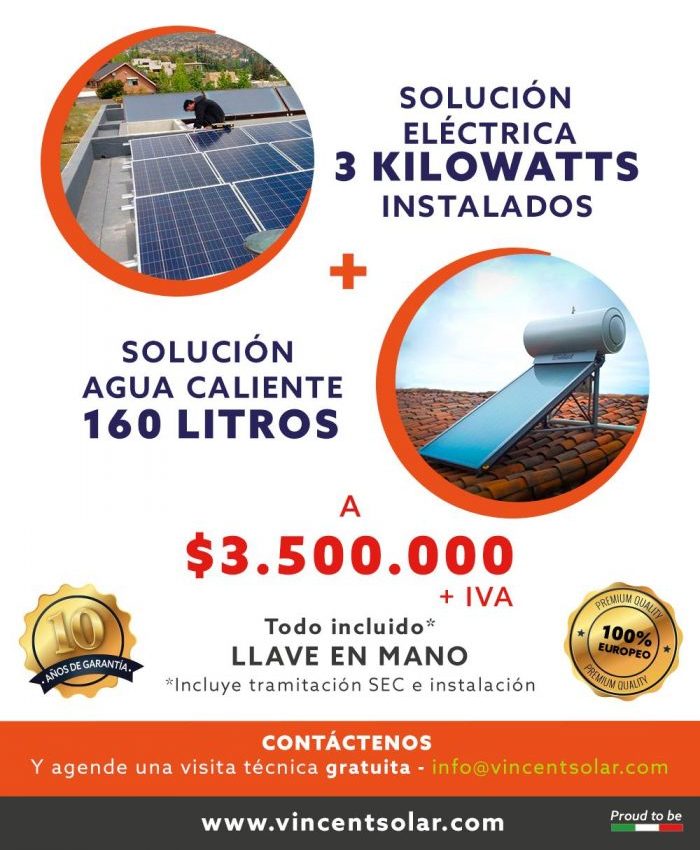 SOLUCIÓN
ELÉCTRICA
3 KILOWATTS
INSTALADOS
+
SOLUCIÓN
AGUA CALIENTE
160 LITROS
A
$3.500.000
+ IVA
10
AÑOS DE GARANTÍA
PREMIUM QUALITY
100%
EUROPEO
PREMIUM QUALITY
Todo incluido*
LLAVE EN MANO
*Incluye tramitación SEC e instalación
CONTÁCTENOS
Y agende una visita técnica gratuita - info@vincentsolar.com
www.vincentsolar.com
Proud to be